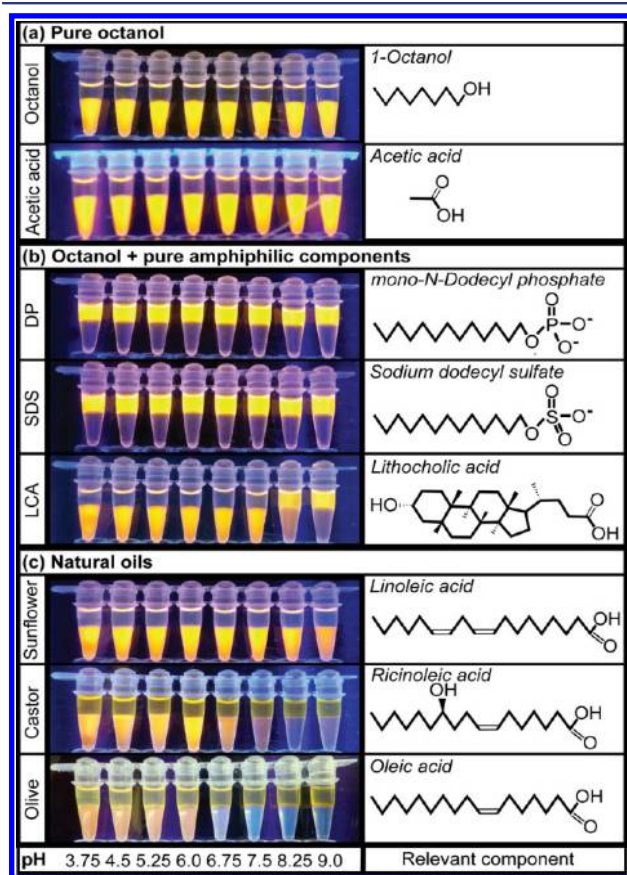 (a) Pure octanol
Octanol
1-Octanol
OH
Acetic acid
Acetic acid
O
OH
(b) Octanol + pure amphiphilic components
DP
mono-N-Dodecyl phosphate
O
P
O-
O
O-
SDS
Sodium dodecyl sulfate
O
S
O-
O
O
LCA
Lithocholic acid
HO
O
OH
(c) Natural oils
Sunflower
Linoleic acid
OH
O
Castor
Ricinoleic acid
OH
OH
O
Olive
Oleic acid
OH
O
pH 3.75 4.5 5.25 6.0 6.75 7.5 8.25 9.0 Relevant component